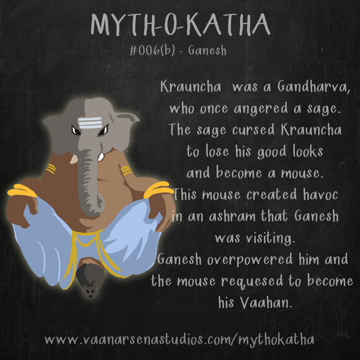 MYTH-O-KATHA
#006(b) - Ganesh
Krauncha was a Gandharva,
who once angered a sage.
The sage cursed Krauncha
to lose his good looks
and become a mouse.
This mouse created havoc
in an ashram that Ganesh
was visiting.
Ganesh overpowered him and
the mouse requesed to become
his Vaahan.
www.vaanarsenastudios.com/mythokatha